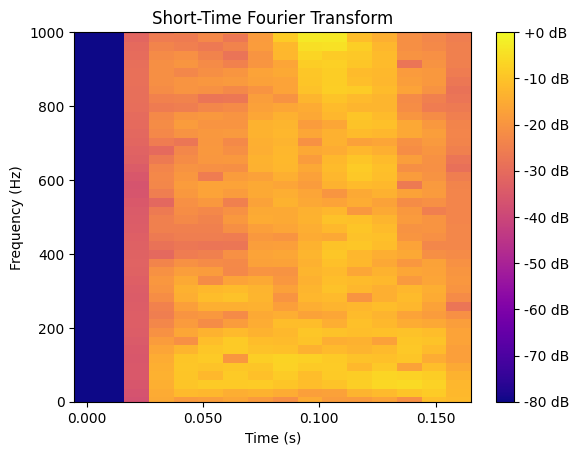 Short-Time Fourier Transform
1000
800
600
400
200
0
Frequency (Hz)
0.000
0.050
0.100
0.150
Time (s)
+0 dB
-10 dB
-20 dB
-30 dB
-40 dB
-50 dB
-60 dB
-70 dB
-80 dB